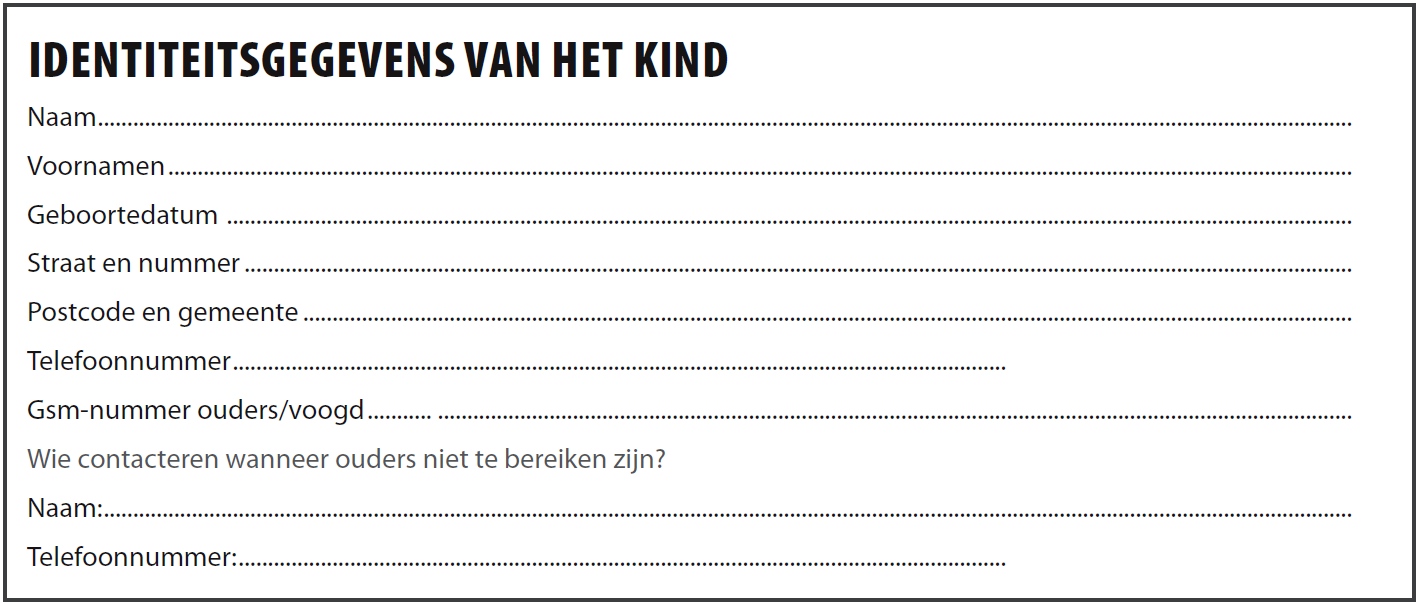 IDENTITEITSGEGEVENS VAN HET KIND
Naam....................................................................................................
Voornamen....................................................................................................
Geboortedatum ....................................................................................................
Straat en nummer....................................................................................................
Postcode en gemeente....................................................................................................
Telefoonnummer....................................................................................................
Gsm-nummer ouders/voogd........... ....................................................................................................
Wie contacteren wanneer ouders niet te bereiken zijn?
Naam:....................................................................................................
Telefoonnummer:....................................................................................................